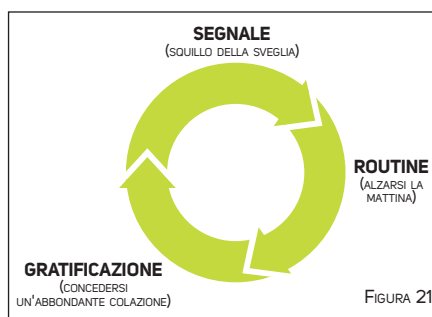 SEGNALE
(SQUILLO DELLA SVEGLIA)
ROUTINE
(ALZARSI LA
MATTINA)
GRATIFICAZIONE
(CONCEDERSI
UN'ABBONDANTE COLAZIONE)
FIGURA 21